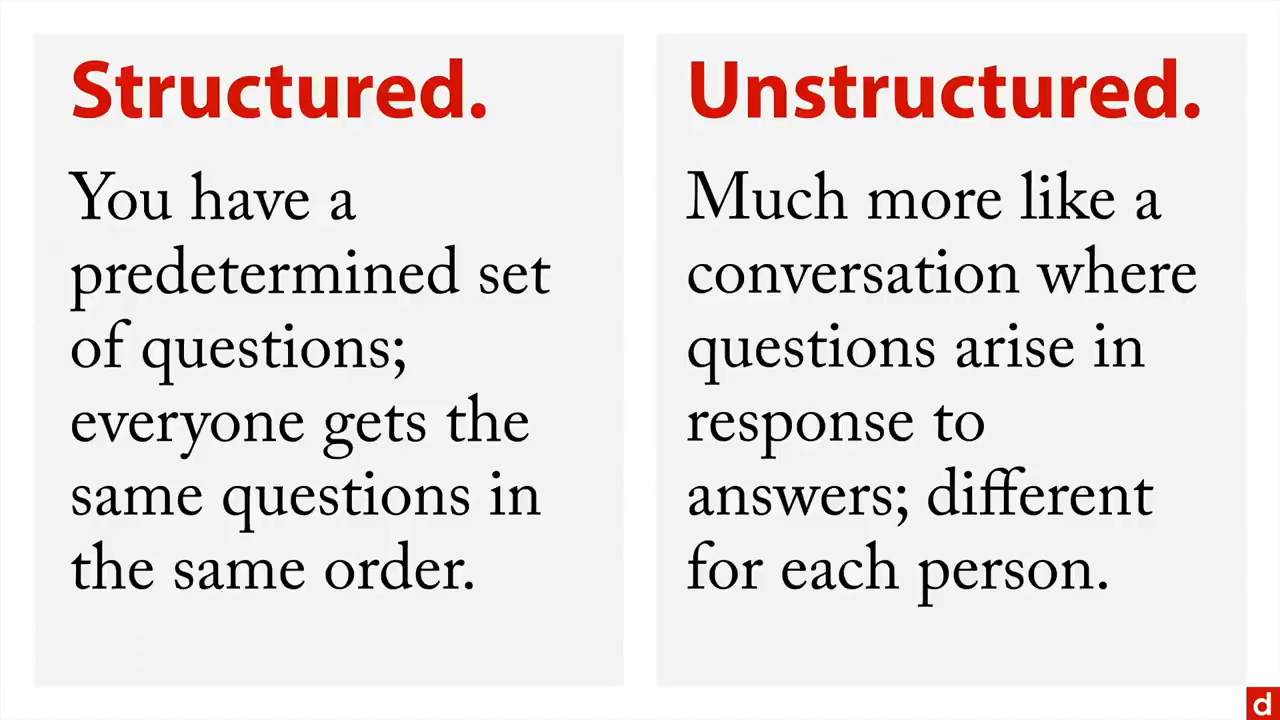 Structured.
You have a
predetermined set
of questions;
everyone gets the
same questions in
the same order.
Unstructured.
Much more like a
conversation where
questions arise in
response to
answers; different
for each person.
d